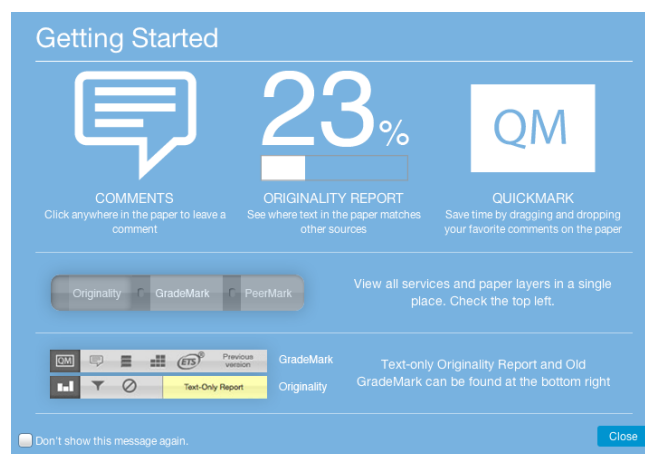 Getting Started
23%
QM
COMMENTS
Click anywhere in the paper to leave a
comment
ORIGINALITY REPORT
See where text in the paper matches
other sources
QUICKMARK
Save time by dragging and dropping
your favorite comments on the paper
Originality GradeMark PeerMark
View all services and paper layers in a single
place. Check the top left.
QM ETS® Previous
version
GradeMark
Text-Only Report
Originality
Text-only Originality Report and Old
GradeMark can be found at the bottom right
Don't show this message again.
Close